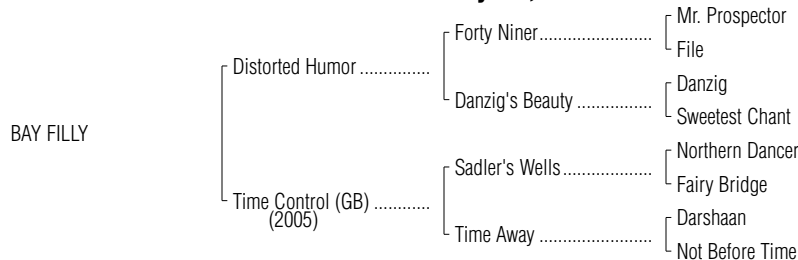 Mr. Prospector
Forty Niner
File
Distorted Humor
Danzig
Danzig's Beauty
Sweetest Chant
BAY FILLY
Northern Dancer
Sadler's Wells
Fairy Bridge
Time Control (GB)
(2005)
Darshaan
Time Away
Not Before Time